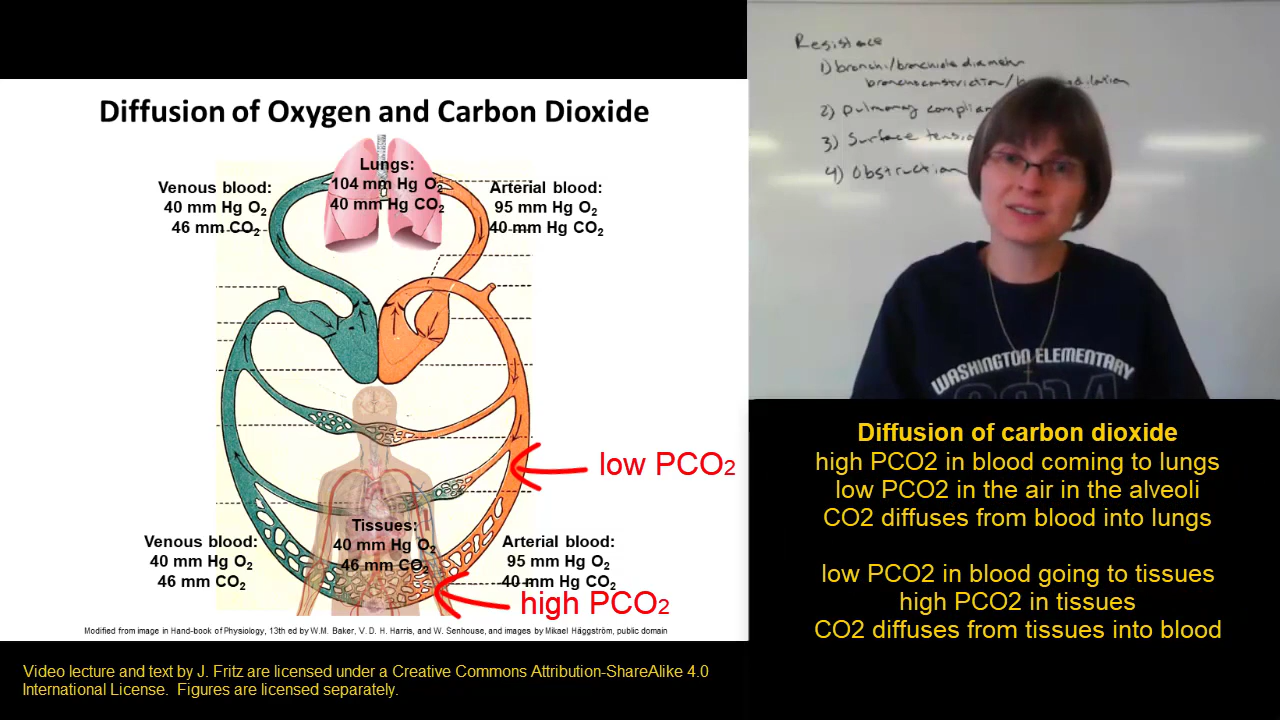 Diffusion of Oxygen and Carbon Dioxide
Lungs:
104 mm Hg O₂
40 mm Hg CO₂
Venous blood:
40 mm Hg O₂
46 mm CO₂
Arterial blood:
95 mm Hg O₂
40 mm Hg CO₂
low PCO₂
Tissues:
40 mm Hg O₂
46 mm CO₂
Venous blood:
40 mm Hg O₂
46 mm CO₂
Arterial blood:
95 mm Hg O₂
40 mm Hg CO₂
high PCO₂
Modified from image in Hand-book of Physiology, 13th ed by W.M. Baker, V. D. H. Harris, and W. Senhouse, and images by Mikael Häggström, public domain
Video lecture and text by J. Fritz are licensed under a Creative Commons Attribution-ShareAlike 4.0
International License. Figures are licensed separately.
Resistance
1) bronchi/bronchiole diameter
bronchoconstriction/
2) Pulmonary
3) Surface
4) Obstruction
WASHINGTON ELEMENTARY
2014
Diffusion of carbon dioxide
high PCO2 in blood coming to lungs
low PCO2 in the air in the alveoli
CO2 diffuses from blood into lungs
low PCO2 in blood going to tissues
high PCO2 in tissues
CO2 diffuses from tissues into blood